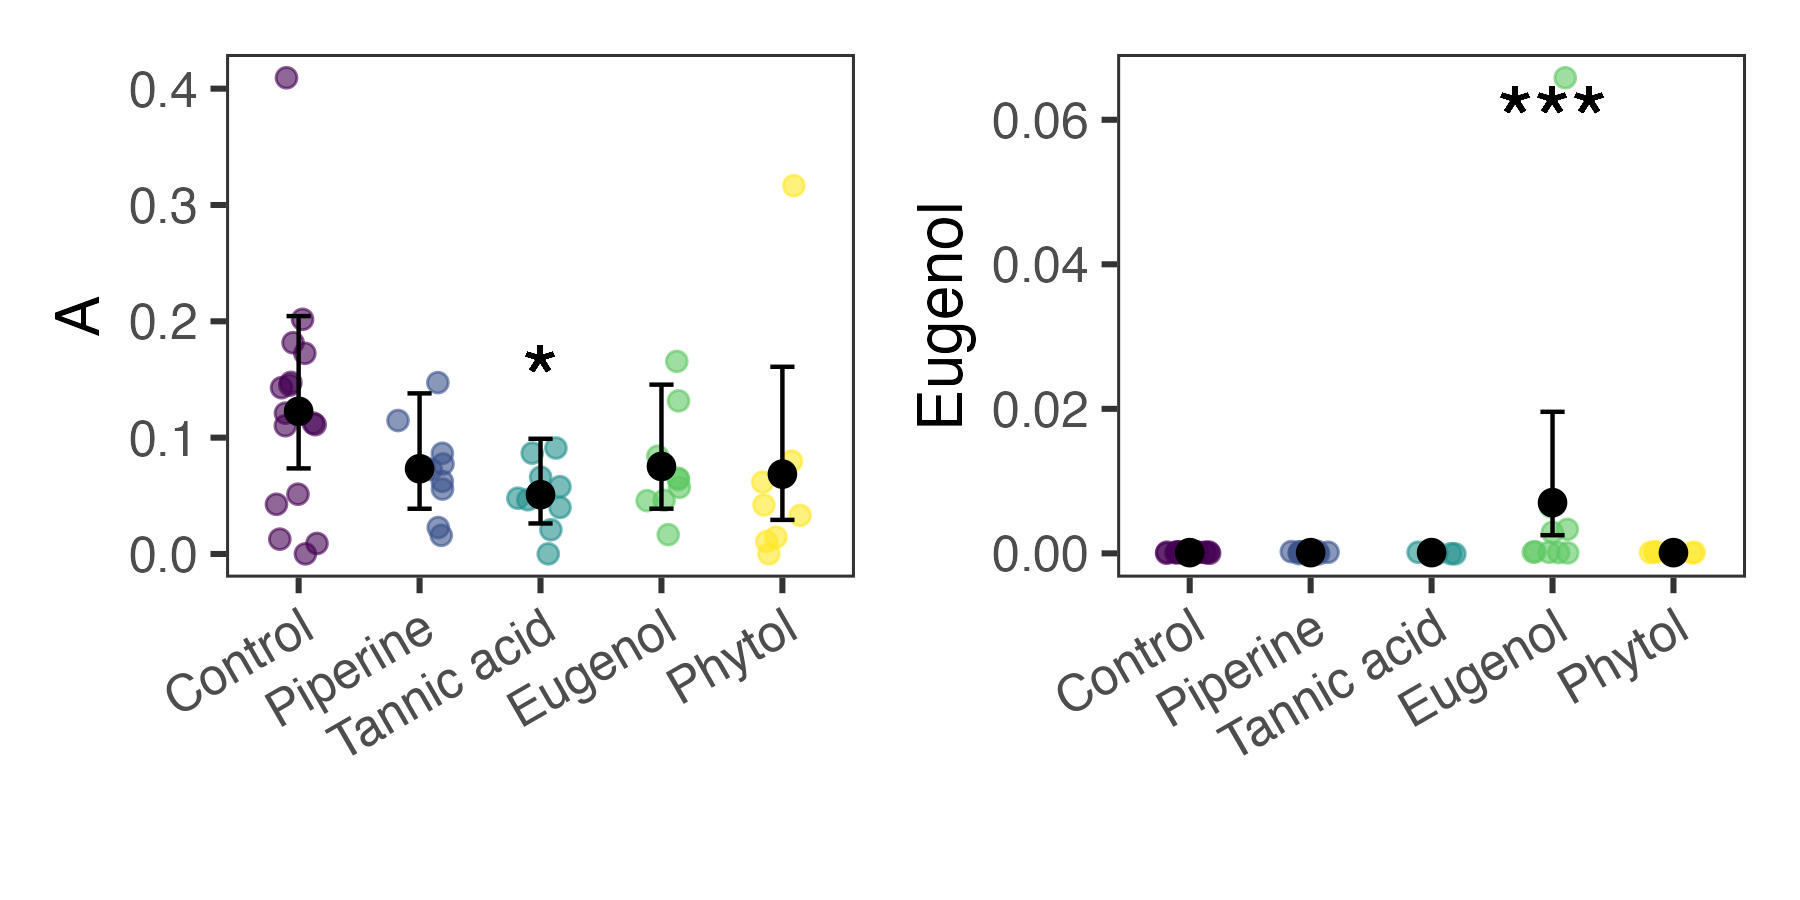 A
0.4
0.3
0.2
0.1
0.0
*
Control
Piperine
Tannic acid
Eugenol
Phytol
Eugenol
0.06
0.04
0.02
0.00
***
Control
Piperine
Tannic acid
Eugenol
Phytol